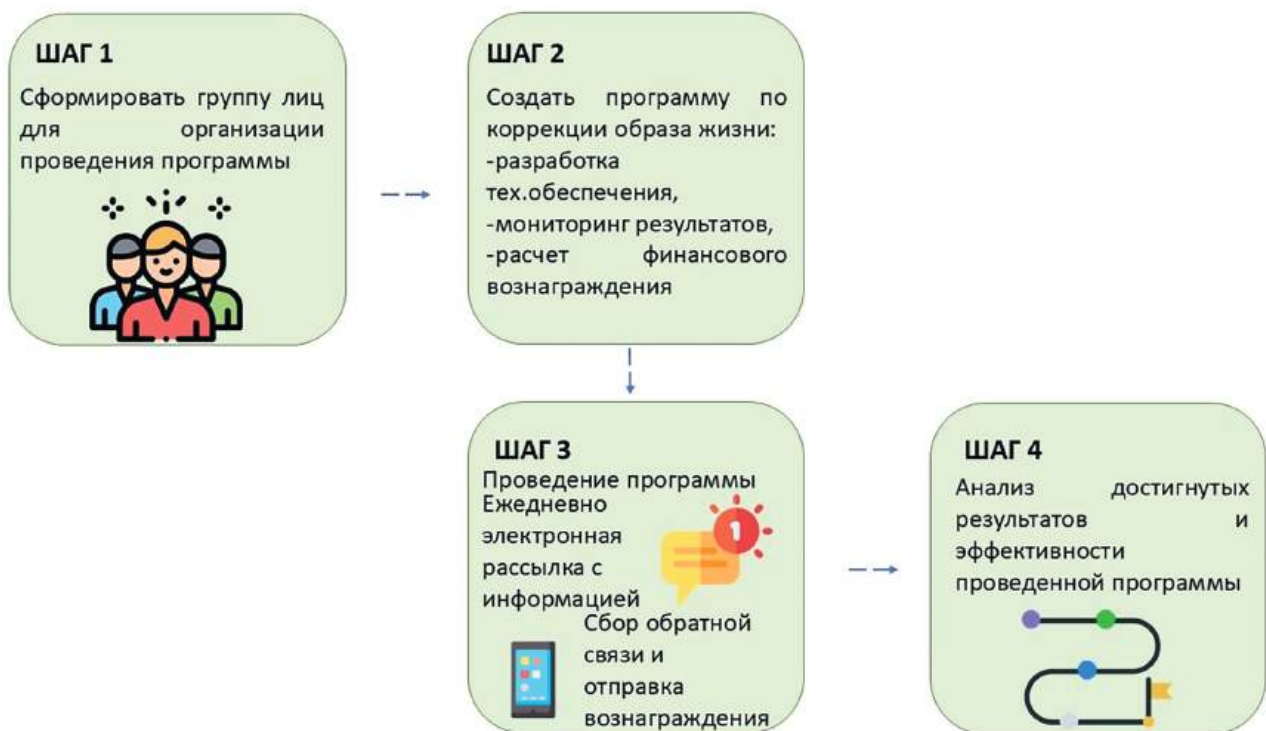 ШАГ 1
Сформировать группу лиц
для организации
проведения программы
ШАГ 2
Создать программу по
коррекции образа жизни:
-разработка
тех.обеспечения,
-мониторинг результатов,
-расчет финансового
вознаграждения
ШАГ 3
Проведение программы
Ежедневно
электронная
рассылка с
информацией
1
Сбор обратной
связи и
отправка
вознаграждения
ШАГ 4
Анализ достигнутых
результатов и
эффективности
проведенной программы